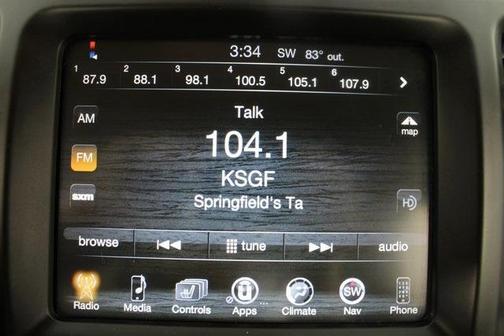 3:34 SW 83° out.
1 87.9 2 88.1 3 98.1 4 100.5 5 105.1 6 107.9
AM Talk map
104.1
FM KSGF
sxm Springfield's Ta HD
browse tune audio
Radio Media Controls Apps Climate SW Nav Phone